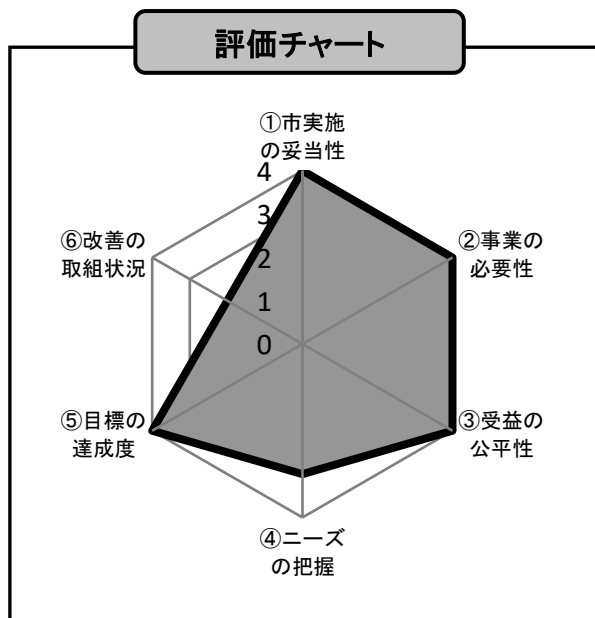 評価チャート
①市実施
の妥当性
4
3
2
1
0
②事業の
必要性
③受益の
公平性
④ニーズ
の把握
⑤目標の
達成度
⑥改善の
取組状況